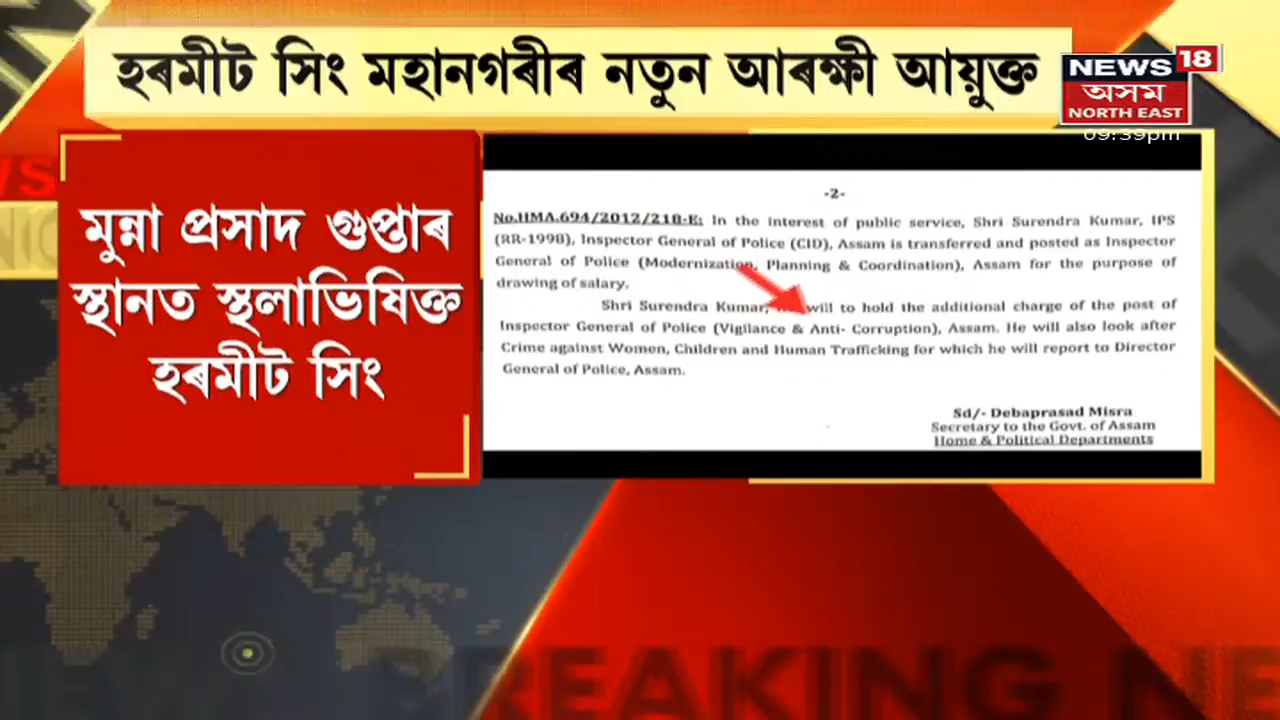 হৰমীট সিং মহানগৰীৰ নতুন আৰক্ষী আয়ুক্ত
NEWS 18
অসম
NORTH EAST
09:39pm
মুন্না প্ৰসাদ গুপ্তাৰ
স্থানত স্থলাভিষিক্ত
হৰমীট সিং
-2-
No.HMA.694/2012/218-E: In the interest of public service, Shri Surendra Kumar, IPS
(RR-1998), Inspector General of Police (CID), Assam is transferred and posted as Inspector
General of Police (Modernization, Planning & Coordination), Assam for the purpose of
drawing of salary.
Shri Surendra Kumar, will to hold the additional charge of the post of
Inspector General of Police (Vigilance & Anti- Corruption), Assam. He will also look after
Crime against Women, Children and Human Trafficking for which he will report to Director
General of Police, Assam.
Sd/- Debaprasad Misra
Secretary to the Govt. of Assam
Home & Political Departments
BREAKING NE